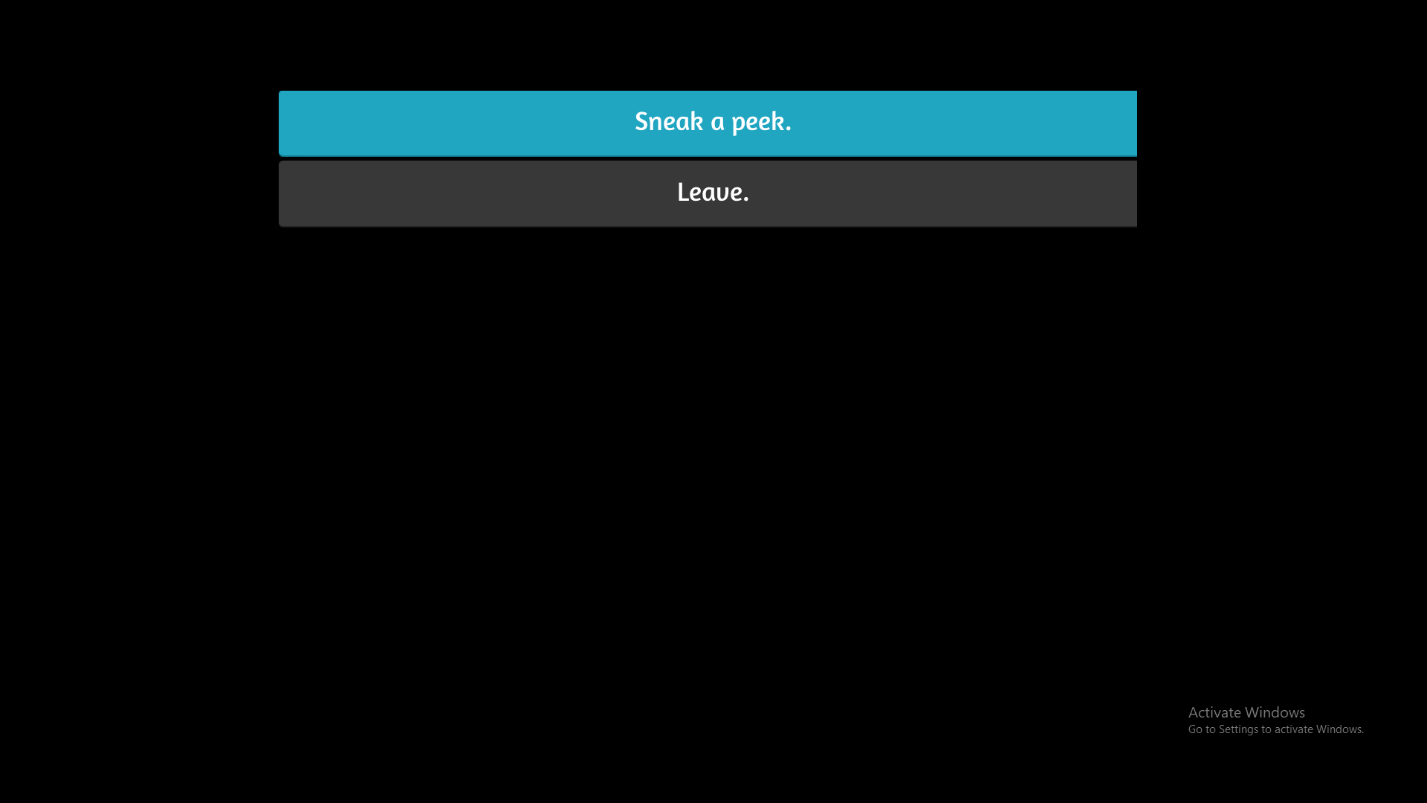 Sneak a peek.
Leave.
Activate Windows
Go to Settings to activate Windows.